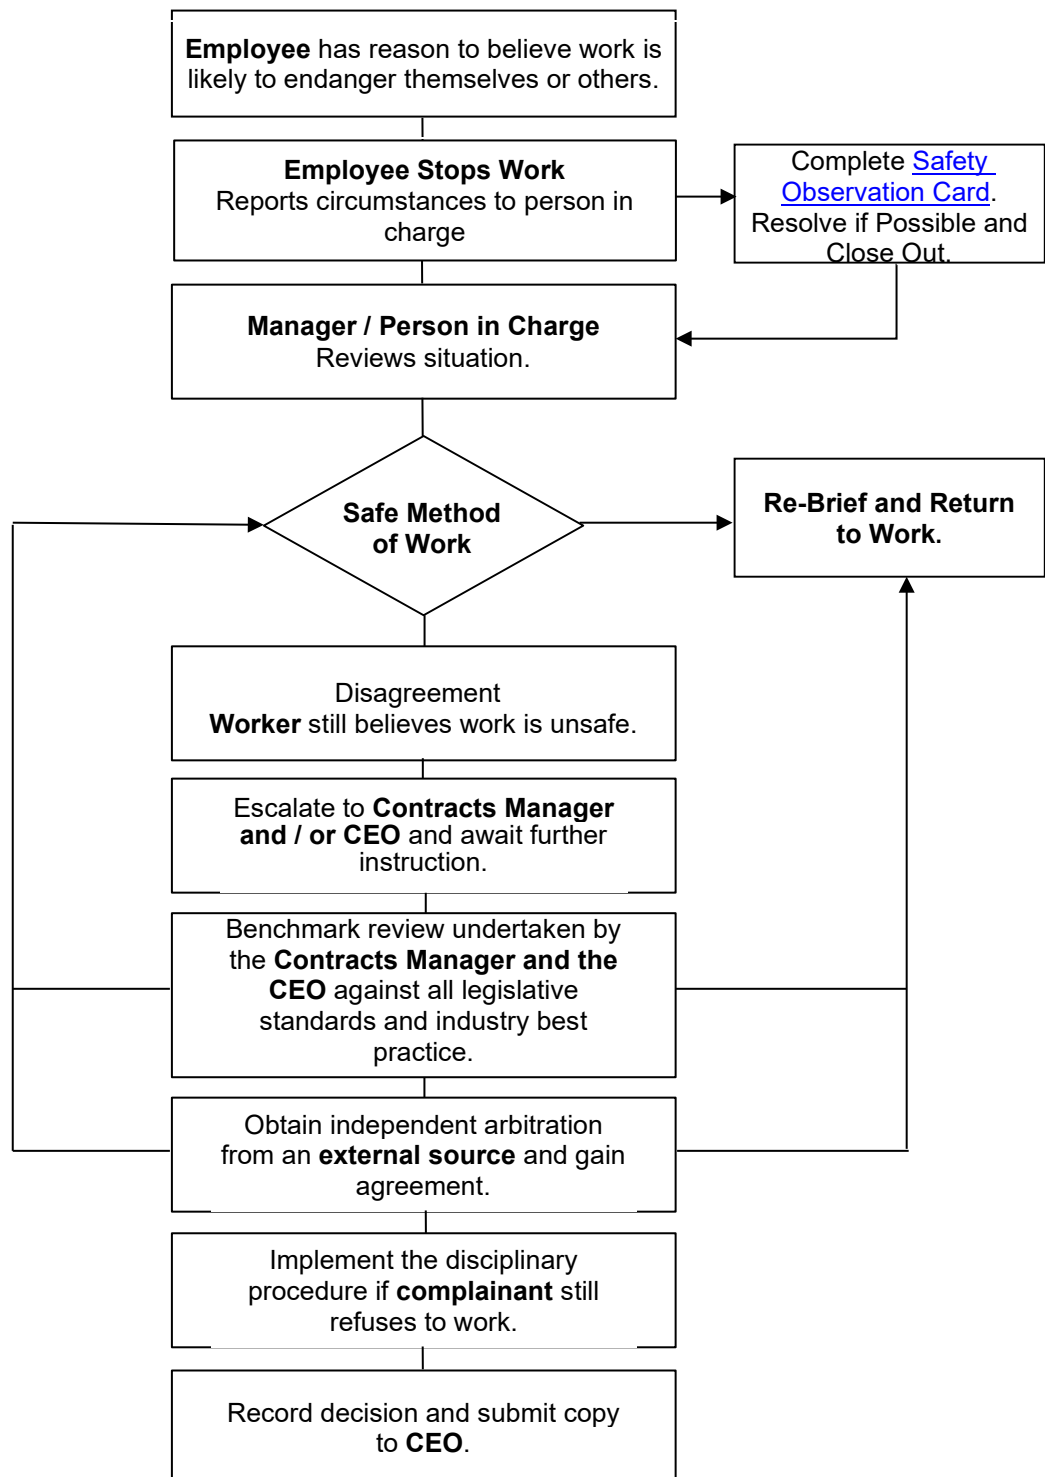 Employee has reason to believe work is
likely to endanger themselves or others.
Employee Stops Work
Reports circumstances to person in
charge
Complete Safety
Observation Card.
Resolve if Possible and
Close Out.
Manager / Person in Charge
Reviews situation.
Safe Method
of Work
Re-Brief and Return
to Work.
Disagreement
Worker still believes work is unsafe.
Escalate to Contracts Manager
and / or CEO and await further
instruction.
Benchmark review undertaken by
the Contracts Manager and the
CEO against all legislative
standards and industry best
practice.
Obtain independent arbitration
from an external source and gain
agreement.
Implement the disciplinary
procedure if complainant still
refuses to work.
Record decision and submit copy
to CEO.